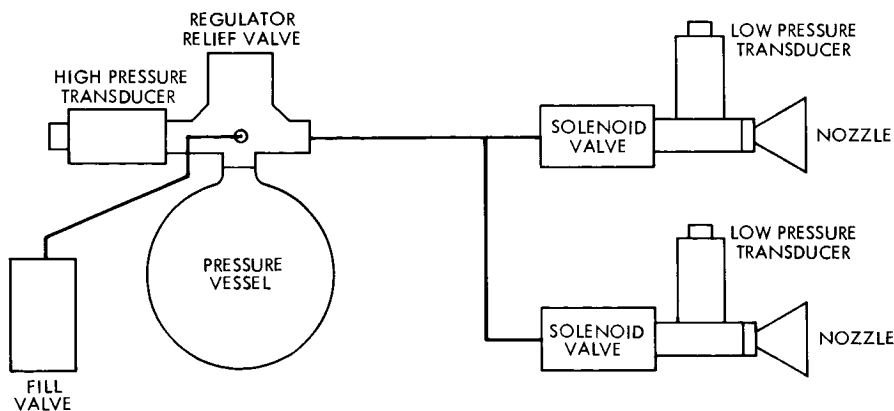 REGULATOR
RELIEF VALVE
HIGH PRESSURE
TRANSDUCER
LOW PRESSURE
TRANSDUCER
SOLENOID
VALVE
NOZZLE
PRESSURE
VESSEL
FILL
VALVE
LOW PRESSURE
TRANSDUCER
SOLENOID
VALVE
NOZZLE